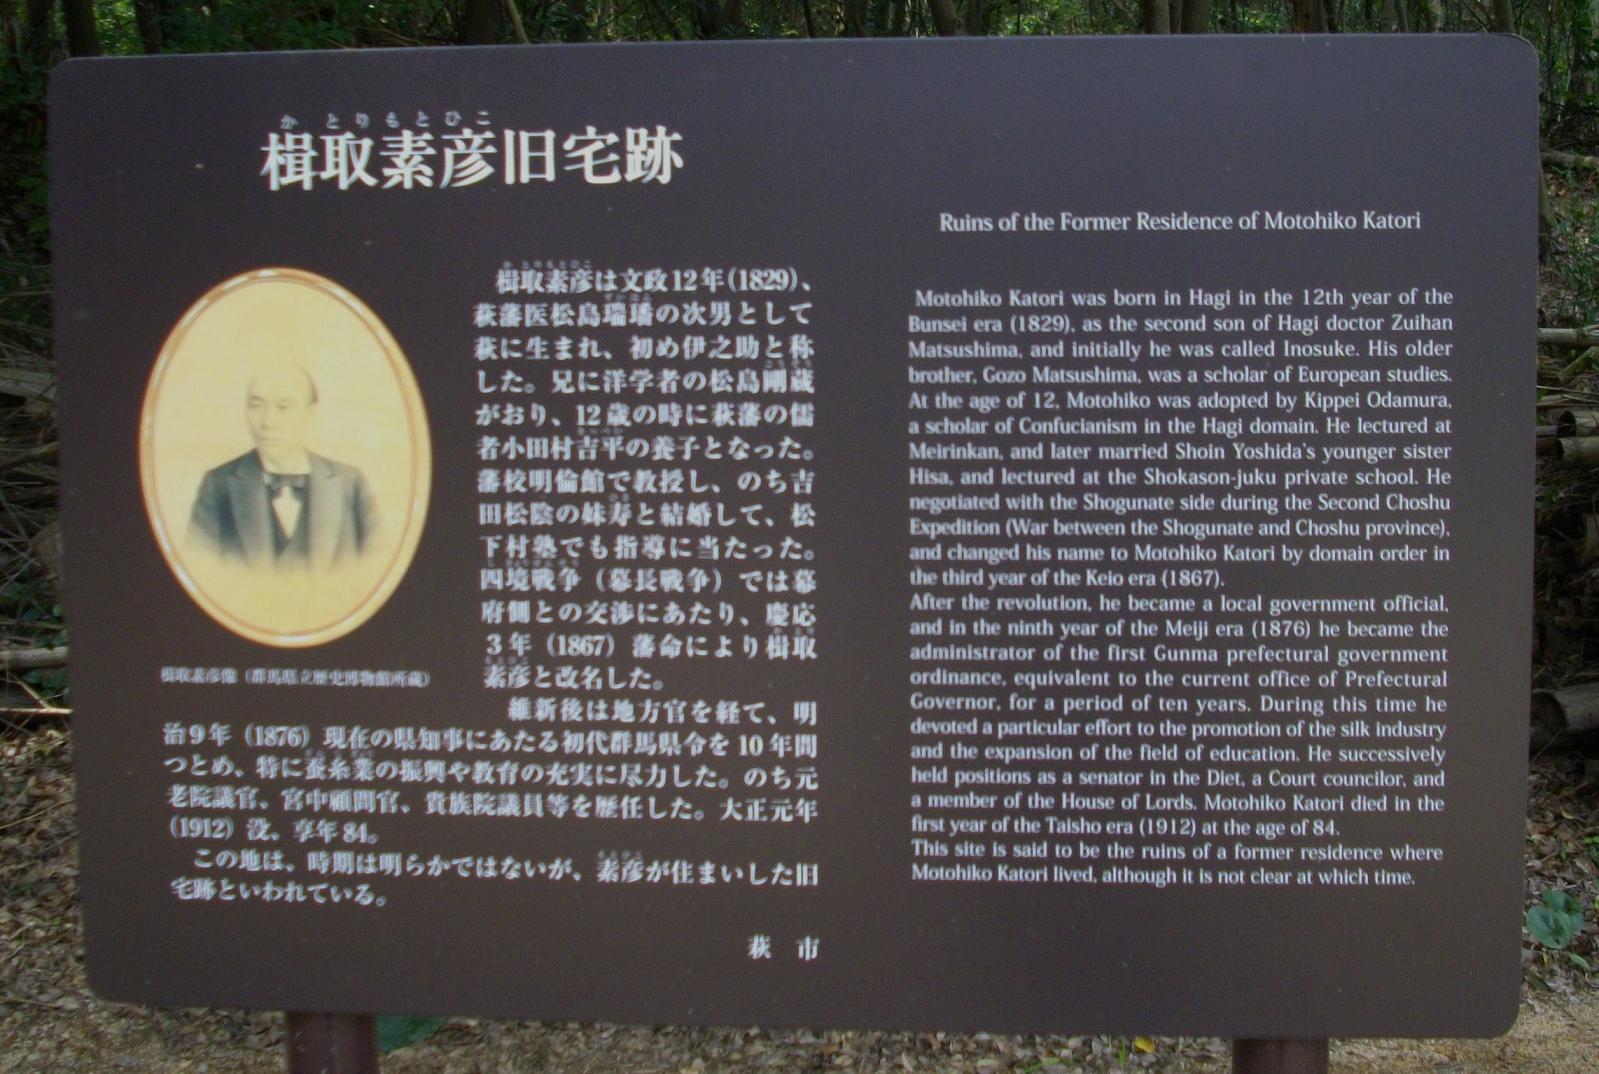 かとりもとひこ
楫取素彦旧宅跡
楫取素彦は文政12年(1829)、
萩藩医松島瑞璠の次男として
萩に生まれ、初め伊之助と称
した。兄に洋学者の松島剛蔵
がおり、12歳の時に萩藩の儒
者小田村吉平の養子となった。
藩校明倫館で教授し、のち吉
田松陰の妹寿と結婚して、松
下村塾でも指導に当たった。
四境戦争（幕長戦争）では幕
府側との交渉にあたり、慶応
3年（1867）藩命により楫取
素彦と改名した。
維新後は地方官を経て、明
治9年（1876）現在の県知事にあたる初代群馬県令を10年間
つとめ、特に蚕糸業の振興や教育の充実に尽力した。のち元
老院議官、宮中顧問官、貴族院議員等を歴任した。大正元年
（1912）没、享年84。
この地は、時期は明らかではないが、素彦が住まいした旧
宅跡といわれている。
萩　市
楫取素彦像（群馬県立歴史博物館所蔵）
Ruins of the Former Residence of Motohiko Katori
Motohiko Katori was born in Hagi in the 12th year of the
Bunsei era (1829), as the second son of Hagi doctor Zuihan
Matsushima, and initially he was called Inosuke. His older
brother, Gozo Matsushima, was a scholar of European studies.
At the age of 12, Motohiko was adopted by Kippei Odamura,
a scholar of Confucianism in the Hagi domain. He lectured at
Meirinkan, and later married Shoin Yoshida's younger sister
Hisa, and lectured at the Shokason-juku private school. He
negotiated with the Shogunate side during the Second Choshu
Expedition (War between the Shogunate and Choshu province),
and changed his name to Motohiko Katori by domain order in
the third year of the Keio era (1867).
After the revolution, he became a local government official,
and in the ninth year of the Meiji era (1876) he became the
administrator of the first Gunma prefectural government
ordinance, equivalent to the current office of Prefectural
Governor, for a period of ten years. During this time he
devoted a particular effort to the promotion of the silk industry
and the expansion of the field of education. He successively
held positions as a senator in the Diet, a Court councilor, and
a member of the House of Lords. Motohiko Katori died in the
first year of the Taisho era (1912) at the age of 84.
This site is said to be the ruins of a former residence where
Motohiko Katori lived, although it is not clear at which time.